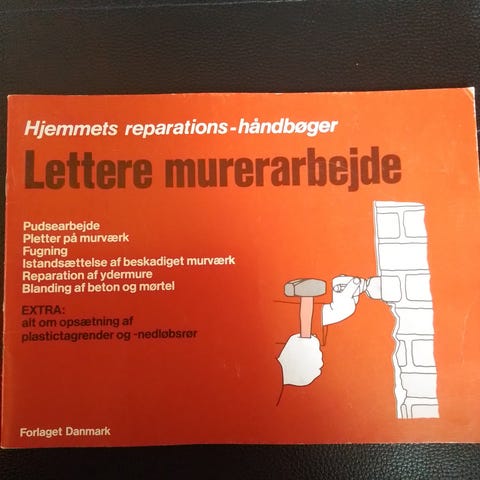 Hjemmets reparations-håndbøger
Lettere murerarbejde
Pudsearbejde
Pletter på murværk
Fugning
Istandsættelse af beskadiget murværk
Reparation af ydermure
Blanding af beton og mørtel
EXTRA:
alt om opsætning af
plastictagrender og -nedløbsrør
Forlaget Danmark